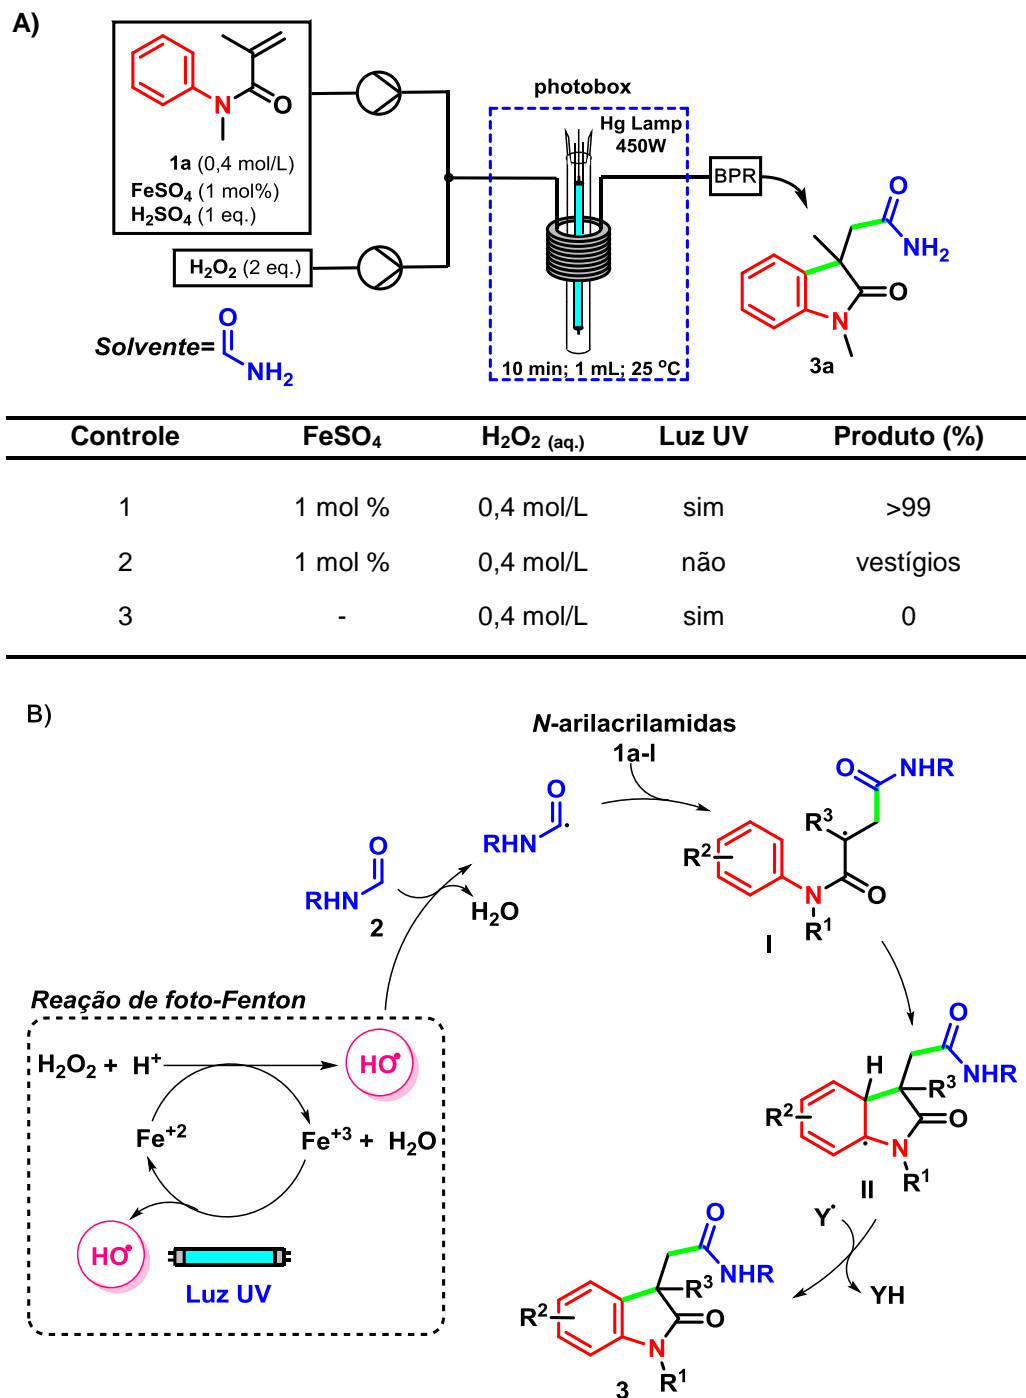 A)
N
O
1a (0,4 mol/L)
FeSO4 (1 mol%)
H2SO4 (1 eq.)
H2O2 (2 eq.)
Solvente=
O
NH2
photobox
Hg Lamp
450W
10 min; 1 mL; 25 ºC
BPR
O
NH2
O
N
3a
Controle FeSO4 H2O2 (aq.) Luz UV Produto (%)
1 1 mol % 0,4 mol/L sim >99
2 1 mol % 0,4 mol/L não vestígios
3 - 0,4 mol/L sim 0
B)
N-arilacrilamidas
1a-l
O
RHN
O
RHN
2
H2O
O
NHR
R3
R2
N
O
R1
I
Reação de foto-Fenton
H2O2 + H+
HO•
Fe+2
Fe+3 + H2O
HO•
Luz UV
O
NHR
H
R3
R2
O
N
R1
II
Y•
YH
O
NHR
R3
R2
O
N
R1
3